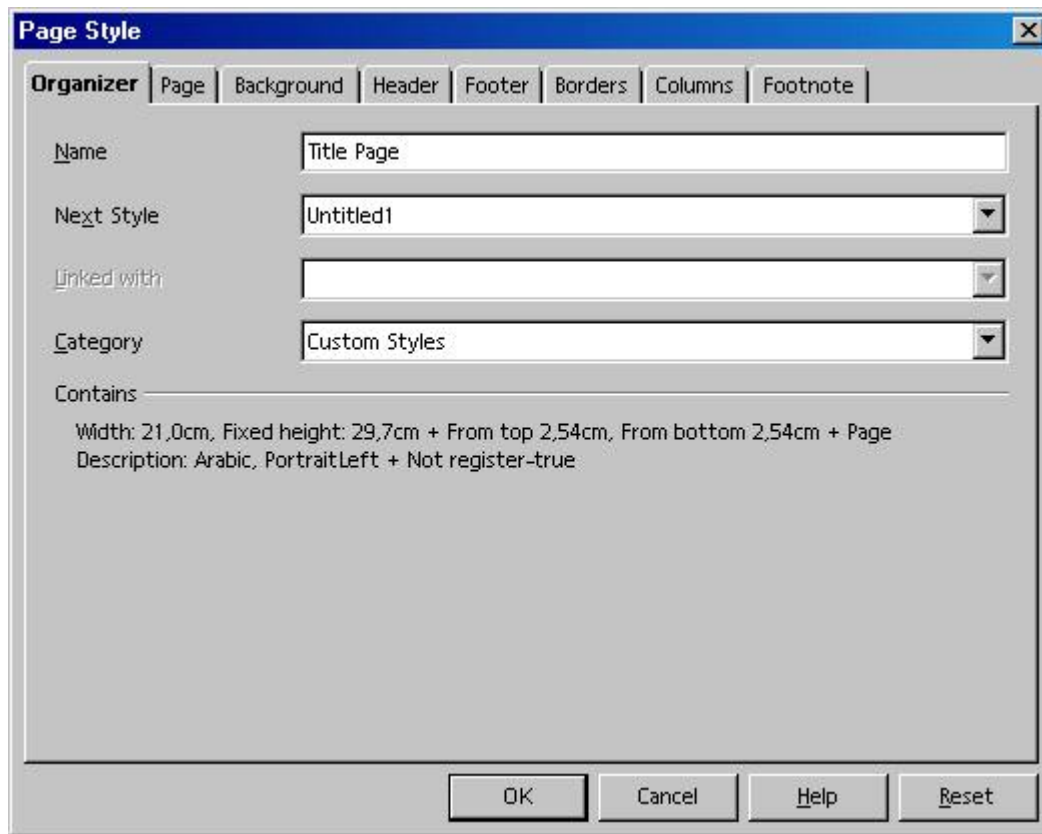 Page Style
Organizer Page Background Header Footer Borders Columns Footnote
Name Title Page
Next Style Untitled1
Linked with
Category Custom Styles
Contains
Width: 21,0cm, Fixed height: 29,7cm + From top 2,54cm, From bottom 2,54cm + Page
Description: Arabic, PortraitLeft + Not register-true
OK Cancel Help Reset